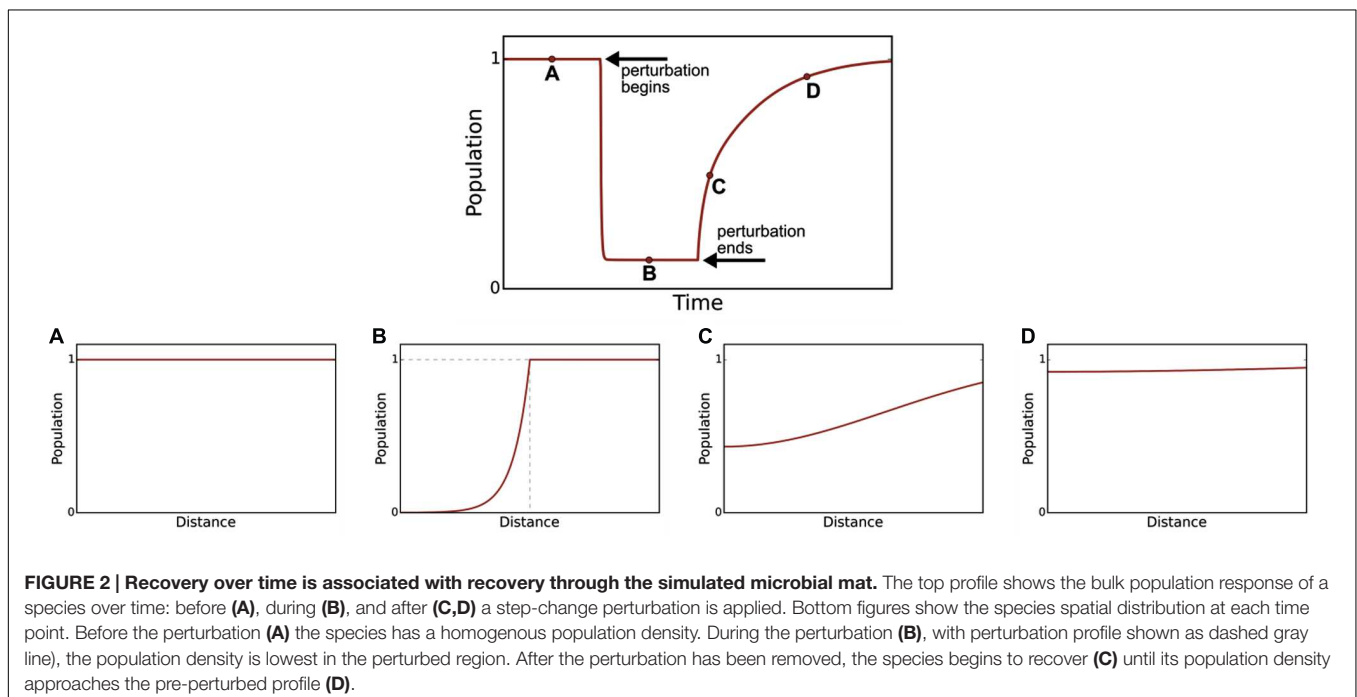 1
A
perturbation
begins
D
Population
C
perturbation
ends
B
0
Time
A
B
C
D
1
1
1
1
Population
Population
Population
Population
0
0
0
0
Distance
Distance
Distance
Distance
FIGURE 2 | Recovery over time is associated with recovery through the simulated microbial mat. The top profile shows the bulk population response of a
species over time: before (A), during (B), and after (C,D) a step-change perturbation is applied. Bottom figures show the species spatial distribution at each time
point. Before the perturbation (A) the species has a homogenous population density. During the perturbation (B), with perturbation profile shown as dashed gray
line), the population density is lowest in the perturbed region. After the perturbation has been removed, the species begins to recover (C) until its population density
approaches the pre-perturbed profile (D).